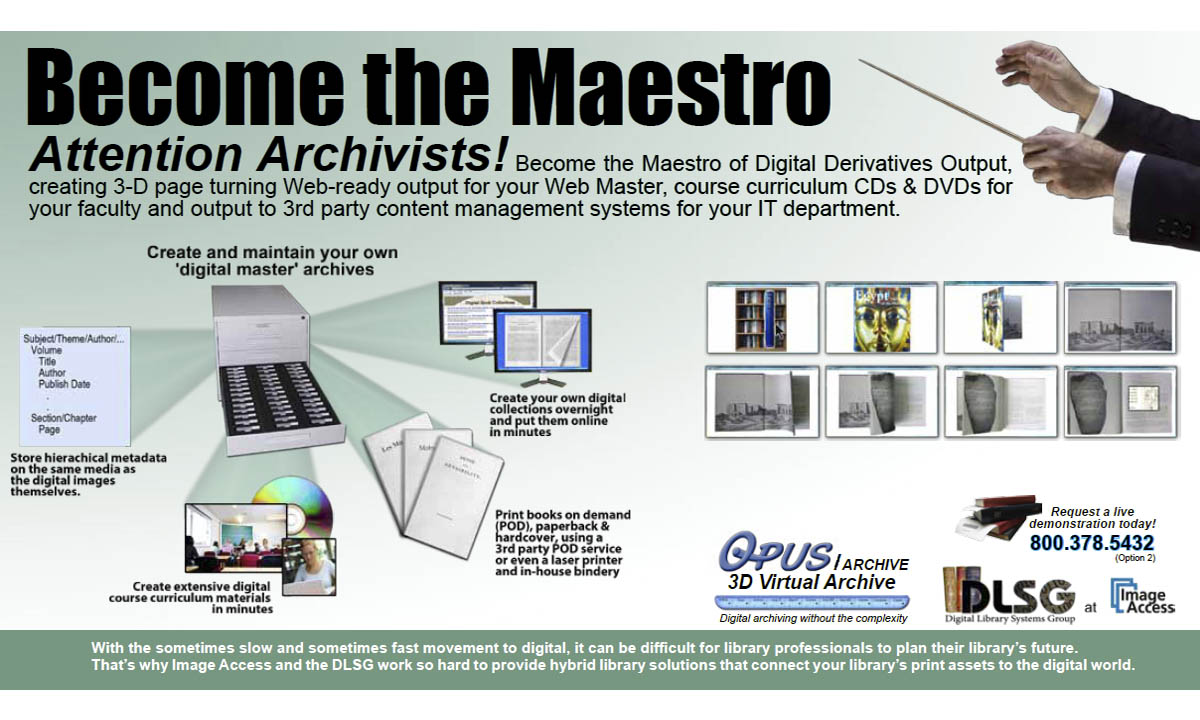 Become the Maestro
Attention Archivists! Become the Maestro of Digital Derivatives Output,
creating 3-D page turning Web-ready output for your Web Master, course curriculum CDs & DVDs for
your faculty and output to 3rd party content management systems for your IT department.
Create and maintain your own
'digital master' archives
Subject/Theme/Author/...
Volume
Title
Author
Publish Date
.
.
Section/Chapter
Page
Store hierachical metadata
on the same media as
the digital images
themselves.
Digital Book Collections
Create your own digital
collections overnight
and put them online
in minutes
Les
SENSE
AND
SENSIBILITY.
Print books on demand
(POD), paperback &
hardcover, using a
3rd party POD service
or even a laser printer
and in-house bindery
Create extensive digital
course curriculum materials
in minutes
Egypt
OPUS/ARCHIVE
3D Virtual Archive
Digital archiving without the complexity
Request a live
demonstration today!
800.378.5432
(Option 2)
DLSG at Image Access
Digital Library Systems Group
With the sometimes slow and sometimes fast movement to digital, it can be difficult for library professionals to plan their library's future.
That's why Image Access and the DLSG work so hard to provide hybrid library solutions that connect your library's print assets to the digital world.